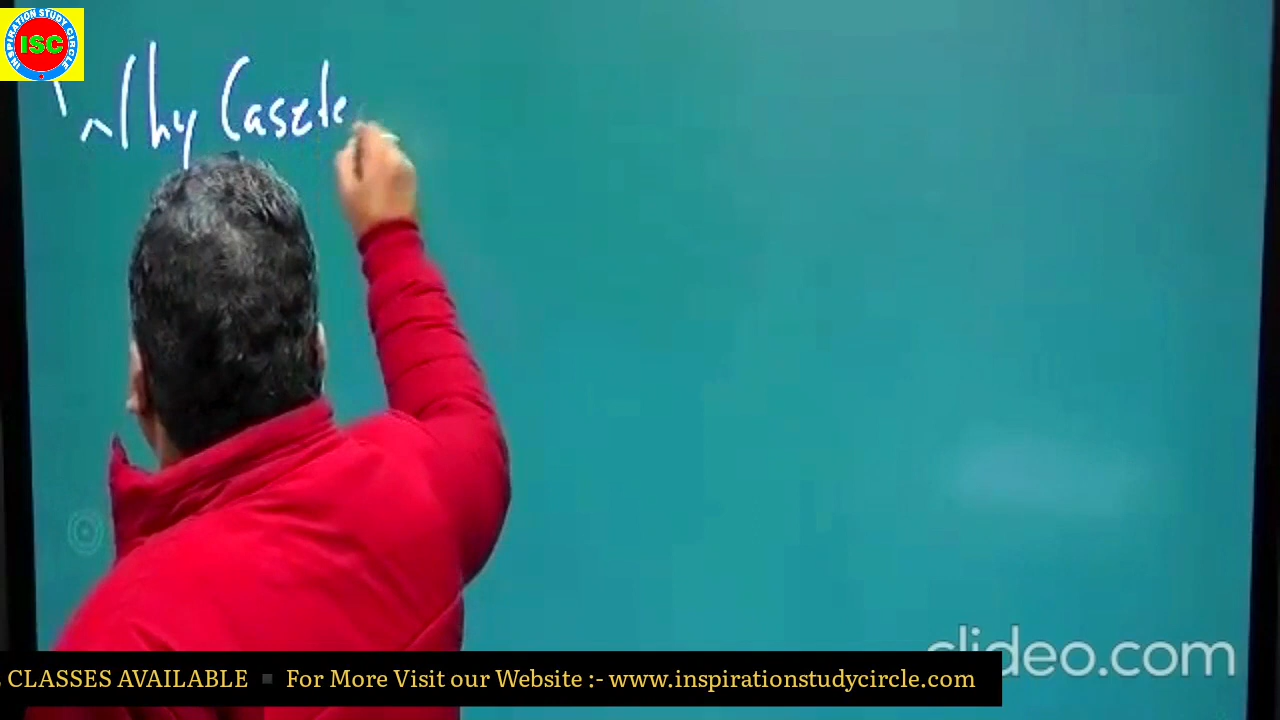 INSPIRATION STUDY CIRCLE
ISC
Why Caste
clideo.com
CLASSES AVAILABLE ▪ For More Visit our Website :- www.inspirationstudycircle.com